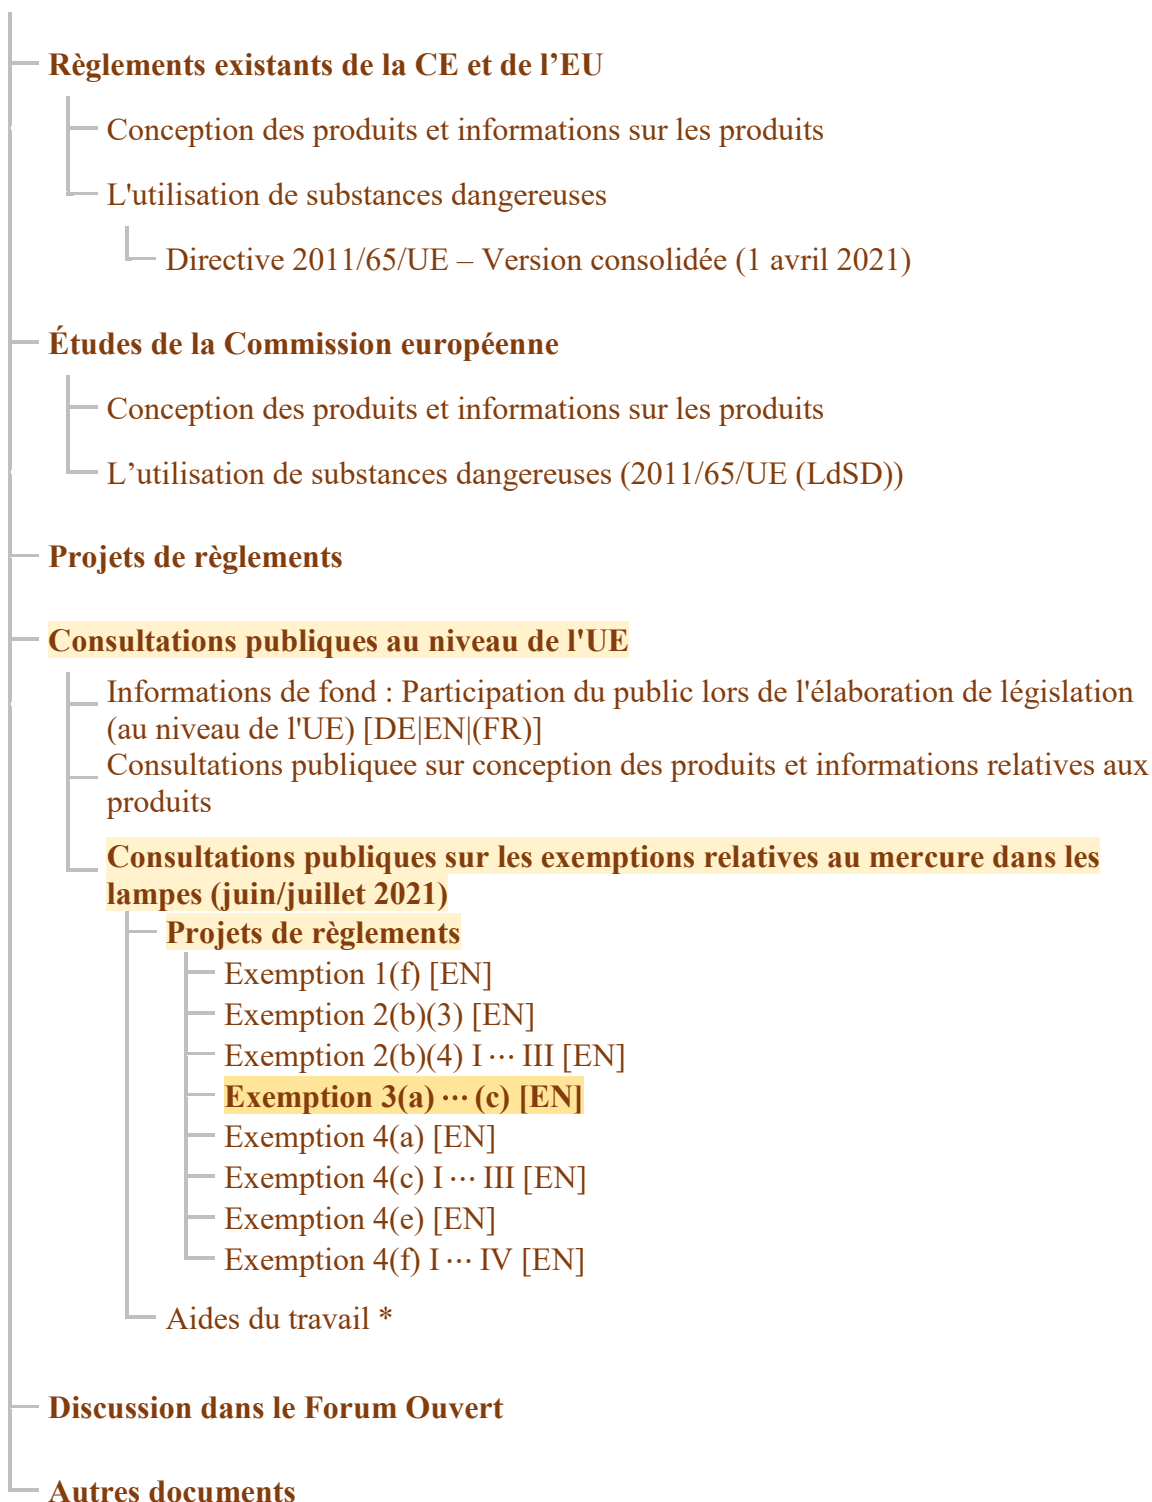 Règlements existants de la CE et de l’EU
Conception des produits et informations sur les produits
L'utilisation de substances dangereuses
Directive 2011/65/UE – Version consolidée (1 avril 2021)
Études de la Commission européenne
Conception des produits et informations sur les produits
L’utilisation de substances dangereuses (2011/65/UE (LdSD))
Projets de règlements
Consultations publiques au niveau de l'UE
Informations de fond : Participation du public lors de l'élaboration de législation
(au niveau de l'UE) [DE|EN|(FR)]
Consultations publiquee sur conception des produits et informations relatives aux
produits
Consultations publiques sur les exemptions relatives au mercure dans les
lampes (juin/juillet 2021)
Projets de règlements
Exemption 1(f) [EN]
Exemption 2(b)(3) [EN]
Exemption 2(b)(4) I ··· III [EN]
Exemption 3(a) ··· (c) [EN]
Exemption 4(a) [EN]
Exemption 4(c) I ··· III [EN]
Exemption 4(e) [EN]
Exemption 4(f) I ··· IV [EN]
Aides du travail *
Discussion dans le Forum Ouvert
Autres documents